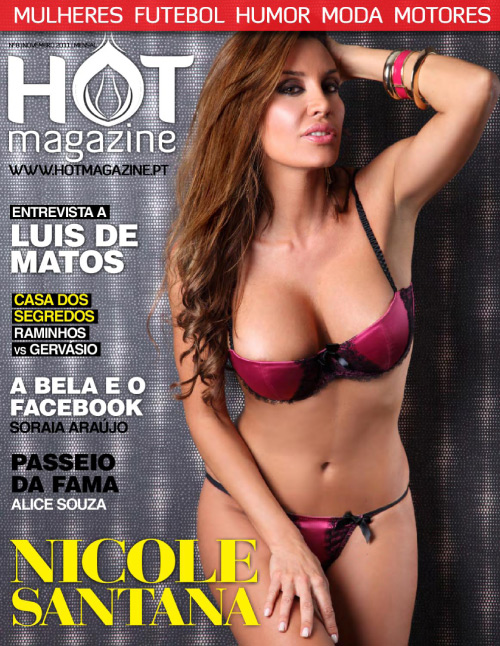 MULHERES FUTEBOL HUMOR MODA MOTORES
HOT
magazine
WWW.HOTMAGAZINE.PT
ENTREVISTA A
LUIS DE
MATOS
CASA DOS
SEGREDOS
RAMINHOS
vs GERVÁSIO
A BELA E O
FACEBOOK
SORAIA ARAÚJO
PASSEIO
DA FAMA
ALICE SOUZA
NICOLE
SANTANA